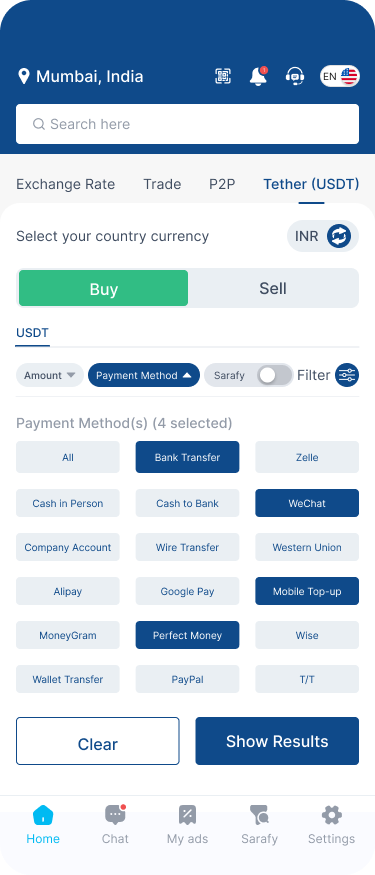 Mumbai, India
1
EN
Search here
Exchange Rate Trade P2P Tether (USDT)
Select your country currency INR
Buy Sell
USDT
Amount Payment Method Sarafy Filter
Payment Method(s) (4 selected)
All Bank Transfer Zelle
Cash in Person Cash to Bank WeChat
Company Account Wire Transfer Western Union
Alipay Google Pay Mobile Top-up
MoneyGram Perfect Money Wise
Wallet Transfer PayPal T/T
Clear Show Results
Home Chat My ads Sarafy Settings